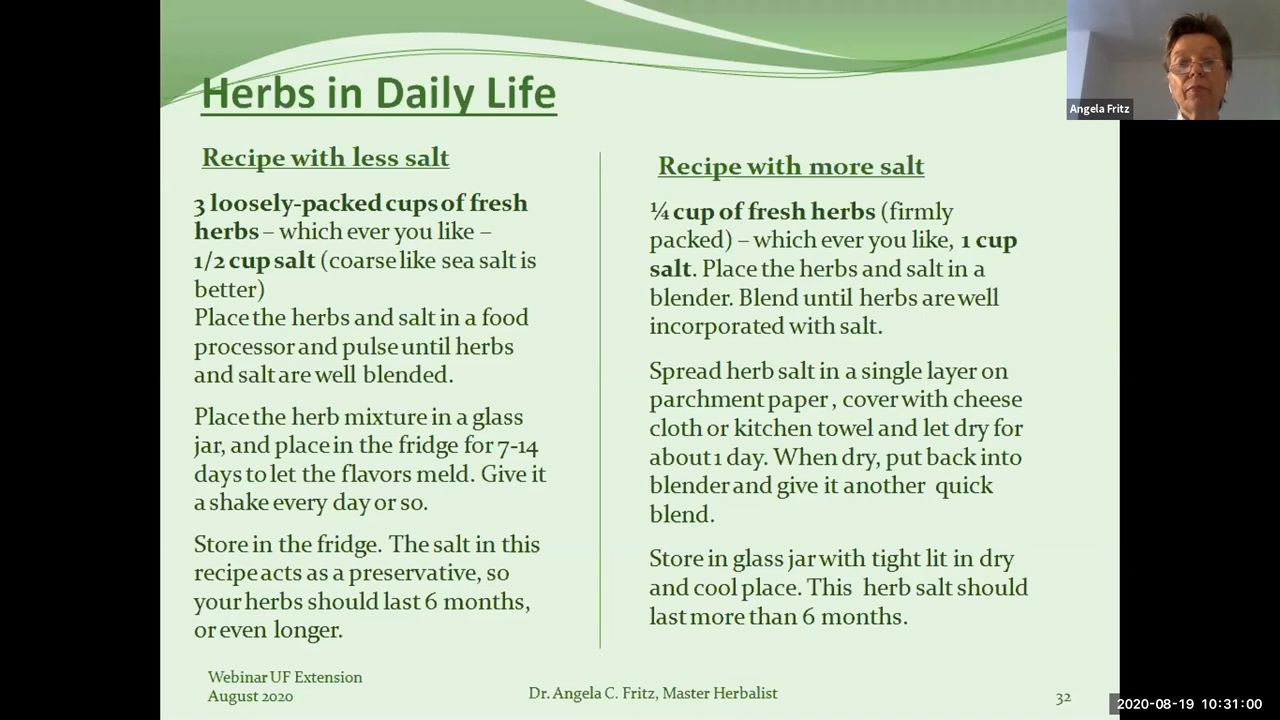 Herbs in Daily Life
Recipe with less salt
3 loosely-packed cups of fresh
herbs – which ever you like –
1/2 cup salt (coarse like sea salt is
better)
Place the herbs and salt in a food
processor and pulse until herbs
and salt are well blended.
Place the herb mixture in a glass
jar, and place in the fridge for 7-14
days to let the flavors meld. Give it
a shake every day or so.
Store in the fridge. The salt in this
recipe acts as a preservative, so
your herbs should last 6 months,
or even longer.
Recipe with more salt
¼ cup of fresh herbs (firmly
packed) – which ever you like, 1 cup
salt. Place the herbs and salt in a
blender. Blend until herbs are well
incorporated with salt.
Spread herb salt in a single layer on
parchment paper , cover with cheese
cloth or kitchen towel and let dry for
about 1 day. When dry, put back into
blender and give it another quick
blend.
Store in glass jar with tight lit in dry
and cool place. This herb salt should
last more than 6 months.
Webinar UF Extension
August 2020
Dr. Angela C. Fritz, Master Herbalist
32
Angela Fritz
2020-08-19 10:31:00